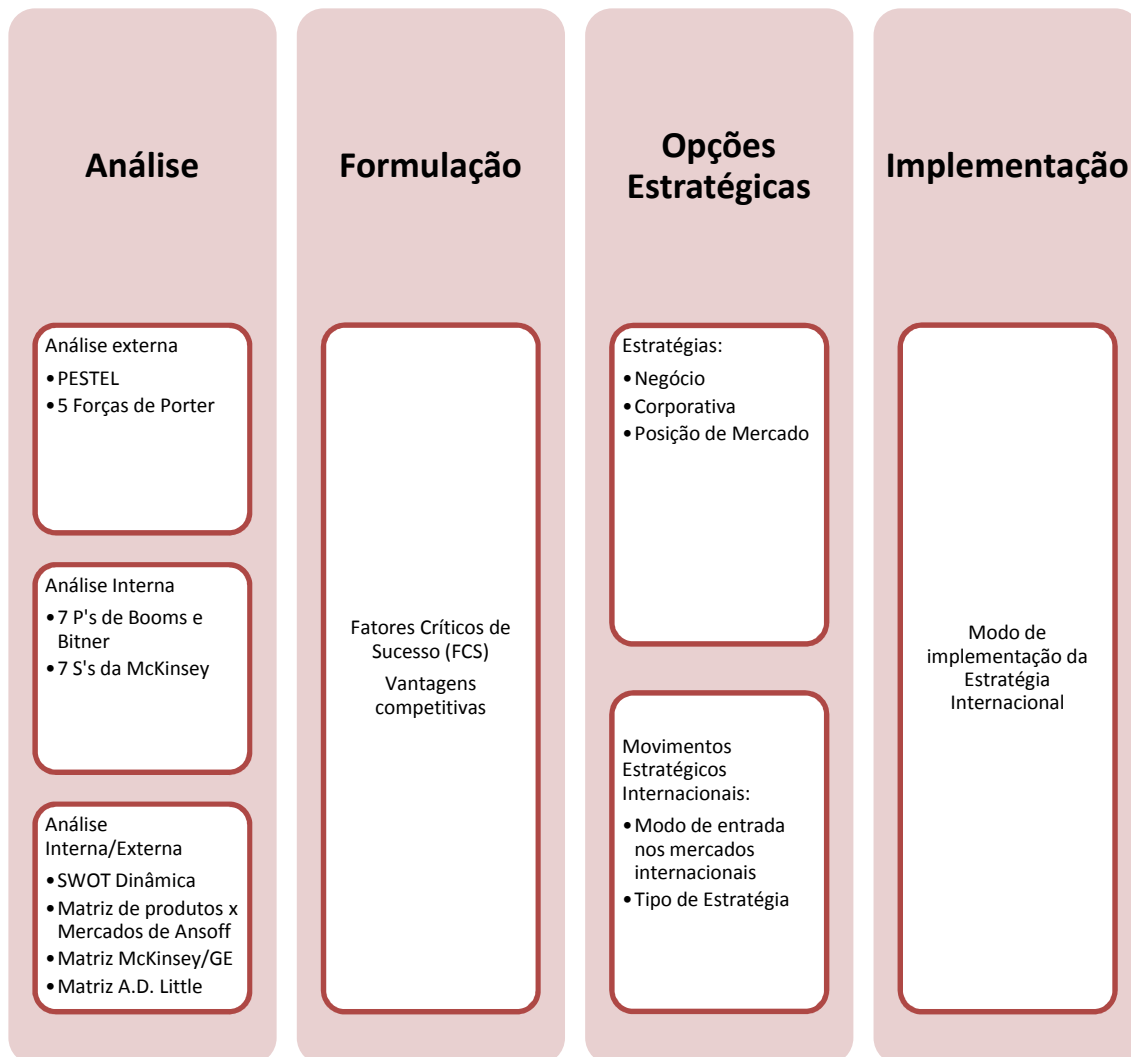 Análise
Análise externa
•PESTEL
•5 Forças de Porter
Análise Interna
•7 P's de Booms e
Bitner
•7 S's da McKinsey
Análise
Interna/Externa
•SWOT Dinâmica
•Matriz de produtos x
Mercados de Ansoff
•Matriz McKinsey/GE
•Matriz A.D. Little
Formulação
Fatores Críticos de
Sucesso (FCS)
Vantagens
competitivas
Opções
Estratégicas
Estratégias:
•Negócio
•Corporativa
•Posição de Mercado
Movimentos
Estratégicos
Internacionais:
•Modo de entrada
nos mercados
internacionais
•Tipo de Estratégia
Implementação
Modo de
implementação da
Estratégia
Internacional